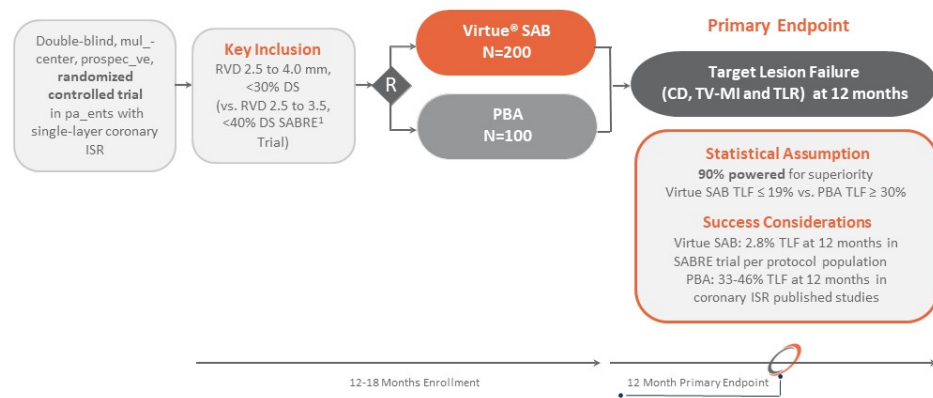 Double-blind, mul_-
center, prospec_ve,
randomized
controlled trial
in pa_ents with
single-layer coronary
ISR
Key Inclusion
RVD 2.5 to 4.0 mm,
<30% DS
(vs. RVD 2.5 to 3.5,
<40% DS SABRE¹
Trial)
R
Virtue® SAB
N=200
PBA
N=100
Primary Endpoint
Target Lesion Failure
(CD, TV-MI and TLR) at 12 months
Statistical Assumption
90% powered for superiority
Virtue SAB TLF ≤ 19% vs. PBA TLF ≥ 30%
Success Considerations
Virtue SAB: 2.8% TLF at 12 months in
SABRE trial per protocol population
PBA: 33-46% TLF at 12 months in
coronary ISR published studies
12-18 Months Enrollment
12 Month Primary Endpoint